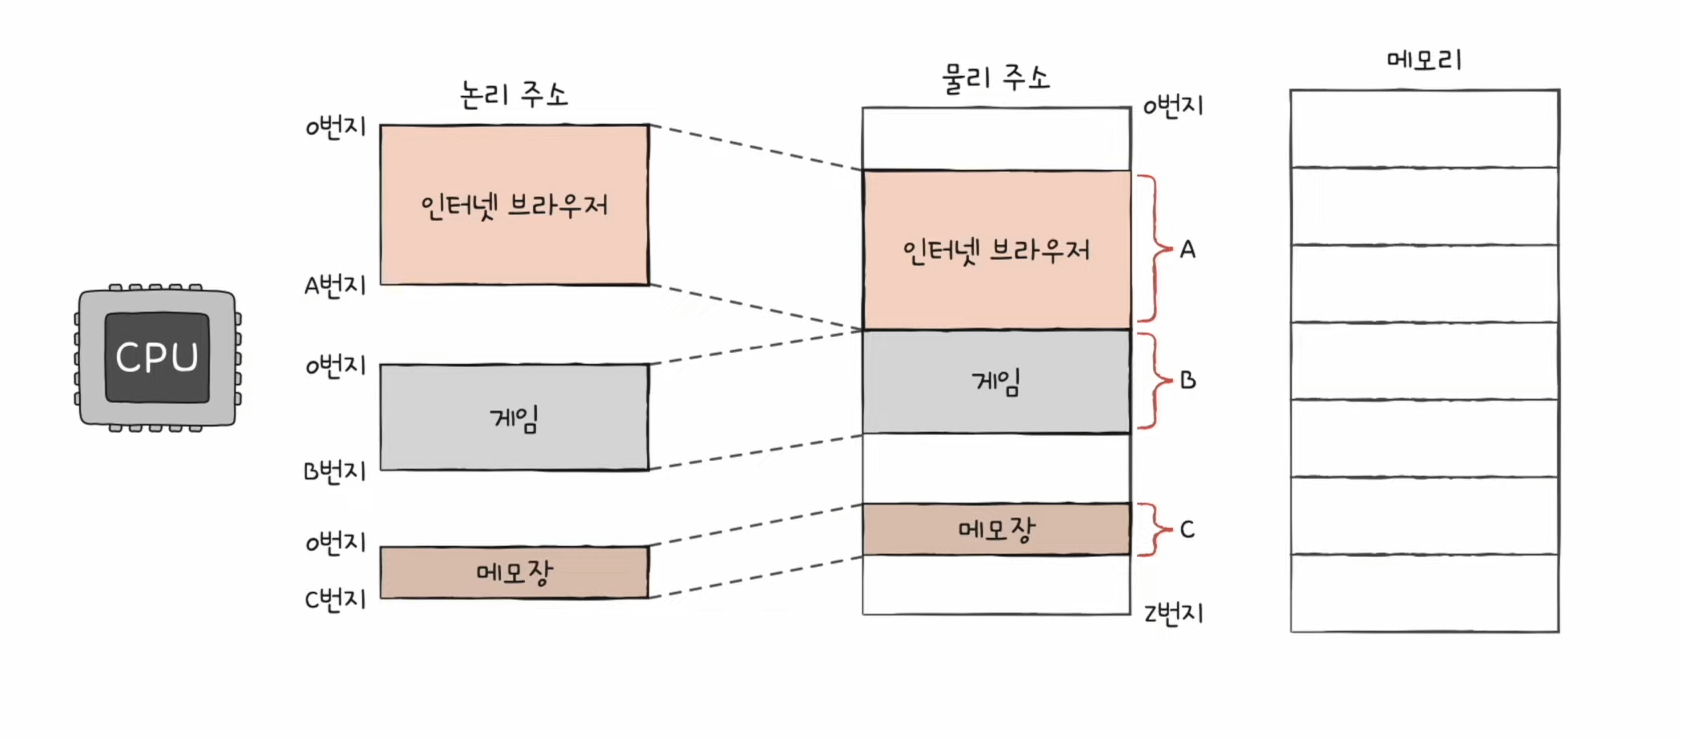 메모리
물리 주소
논리 주소
0번지
0번지
인터넷 브라우저
인터넷 브라우저
A
A번지
CPU
0번지
게임
B
게임
B번지
0번지
메모장
C
메모장
C번지
Z번지